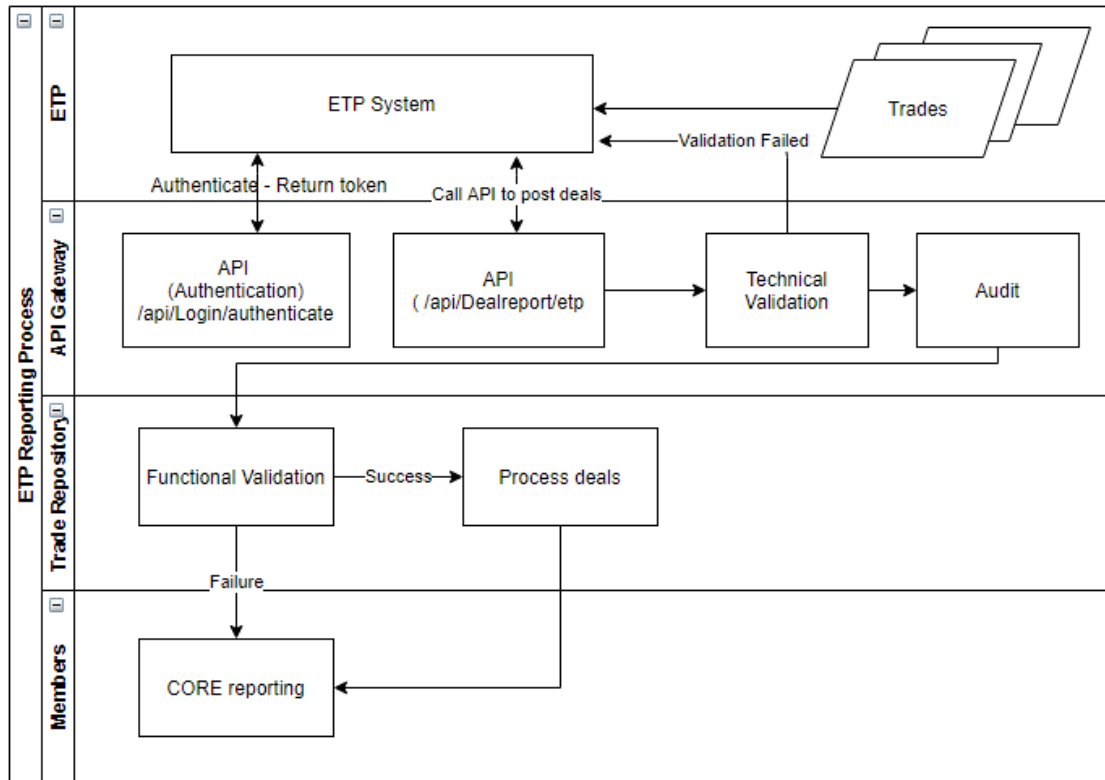 ETP Reporting Process
ETP
ETP System
Trades
Validation Failed
Authenticate - Return token
Call API to post deals
API Gateway
API
(Authentication)
/api/Login/authenticate
API
( /api/Dealreport/etp
Technical
Validation
Audit
Trade Repository
Functional Validation
Success
Process deals
Failure
Members
CORE reporting